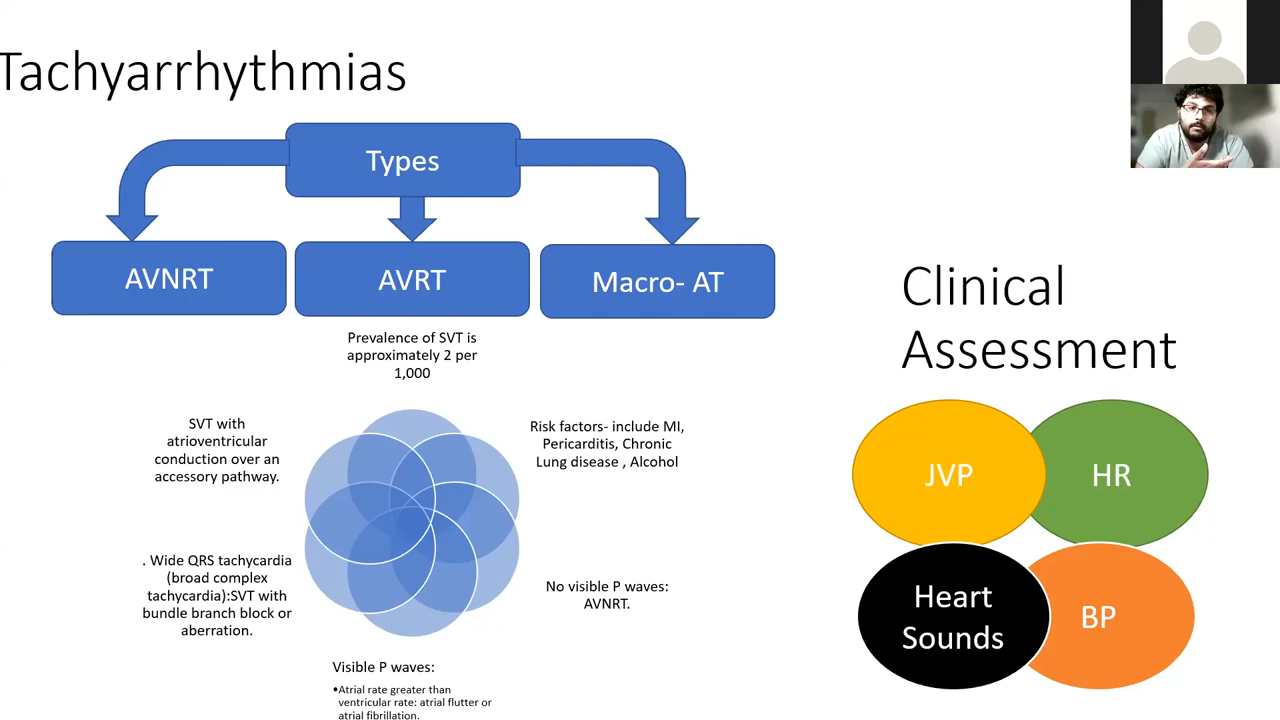 Tachyarrhythmias
Types
AVNRT
AVRT
Macro- AT
Prevalence of SVT is
approximately 2 per
1,000
SVT with
atrioventricular
conduction over an
accessory pathway.
Risk factors- include MI,
Pericarditis, Chronic
Lung disease , Alcohol
. Wide QRS tachycardia
(broad complex
tachycardia):SVT with
bundle branch block or
aberration.
No visible P waves:
AVNRT.
Visible P waves:
•Atrial rate greater than
ventricular rate: atrial flutter or
atrial fibrillation.
Clinical
Assessment
JVP
HR
Heart
Sounds
BP